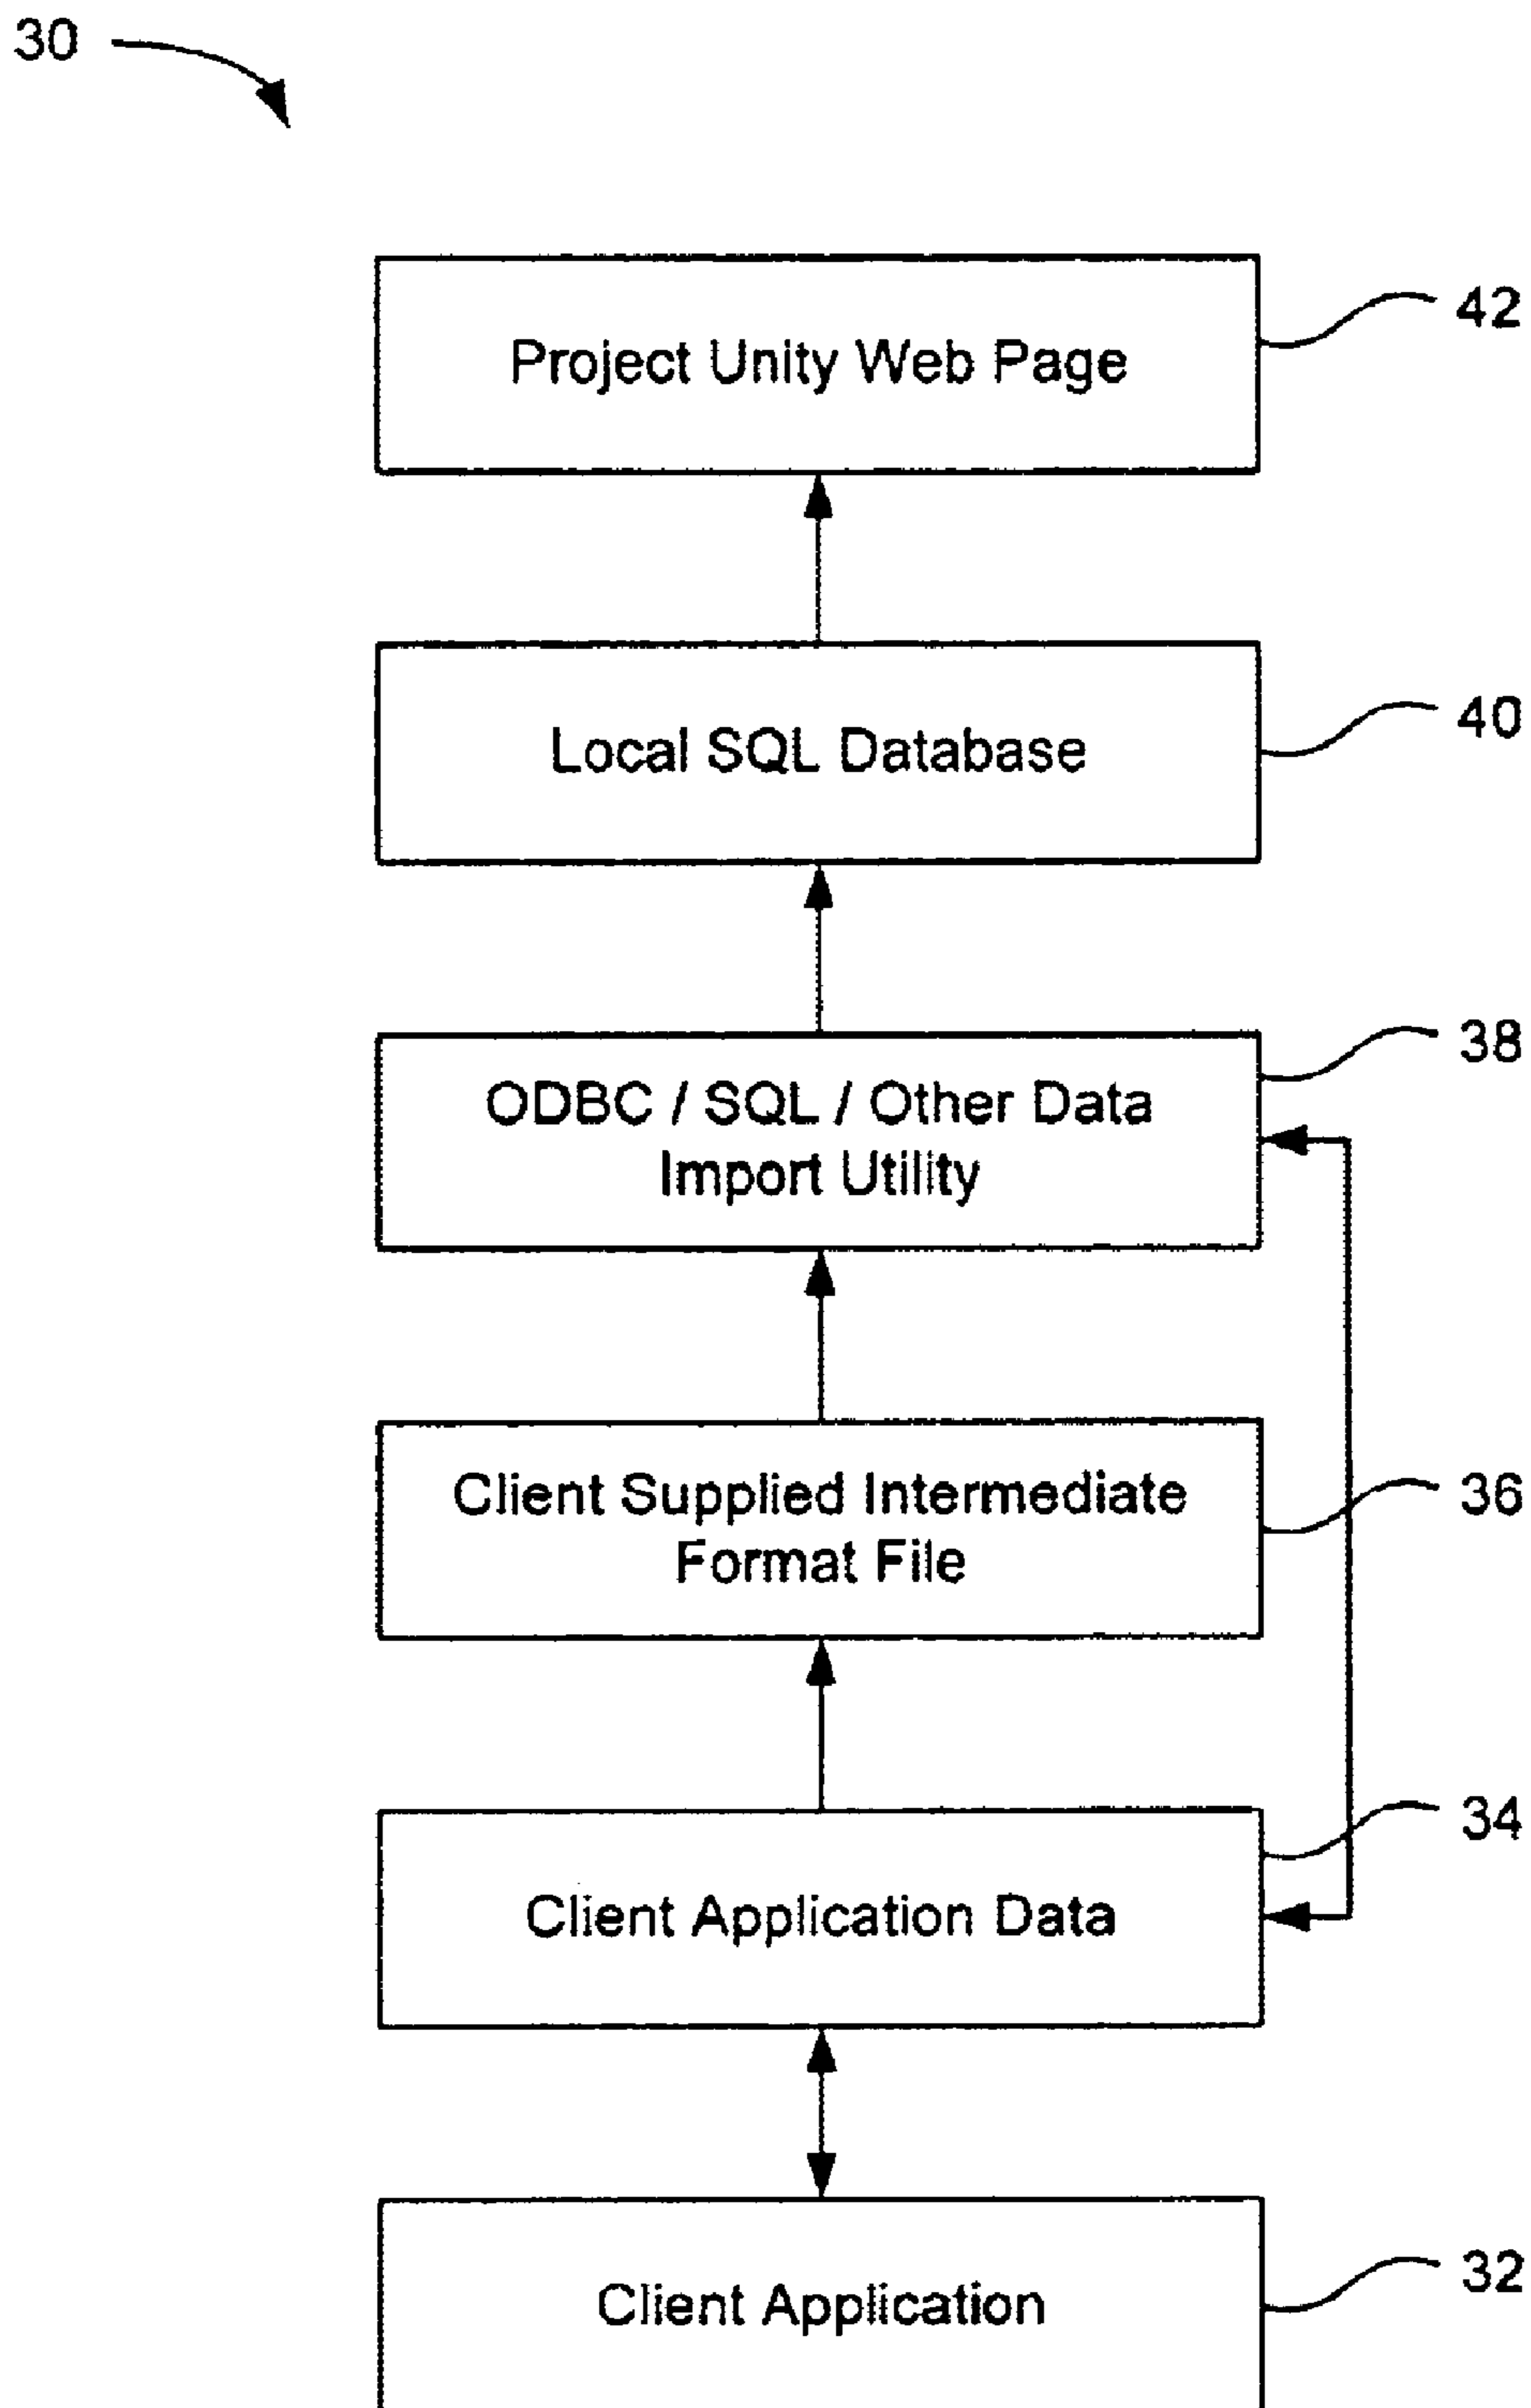 30
Project Unity Web Page
42
Local SQL Database
40
ODBC / SQL / Other Data
Import Utility
38
Client Supplied Intermediate
Format File
36
Client Application Data
34
Client Application
32